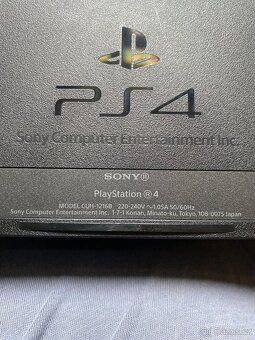 PS4
Sony Computer Entertainment Inc.
SONY®
PlayStation®4
MODEL CUH-1216B 220-240V ~1.05A 50/60Hz
Sony Computer Entertainment Inc. 1-7-1 Konan, Minato-ku, Tokyo, 108-0075 Japan